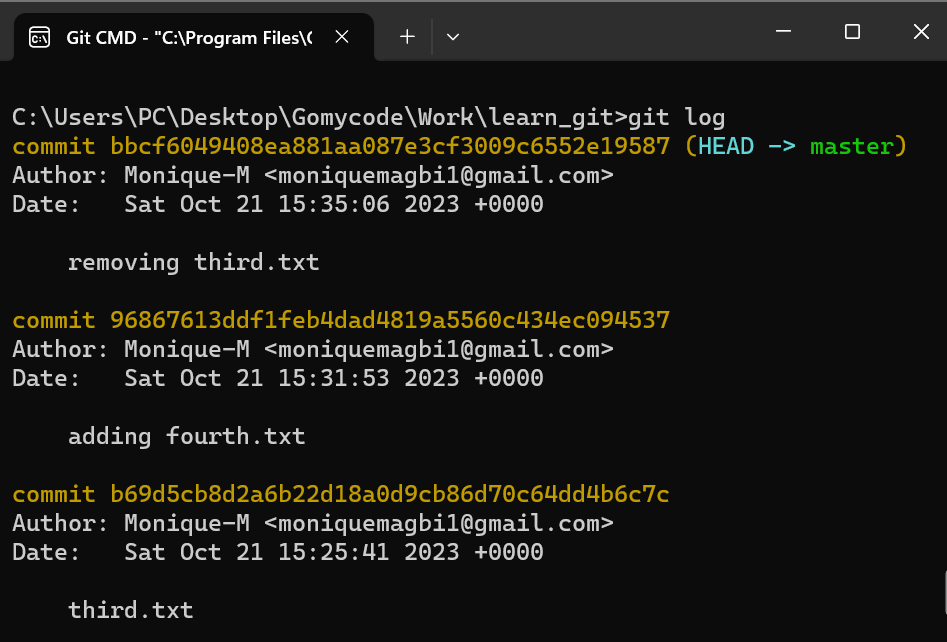 Git CMD - "C:\Program Files\
C:\Users\PC\Desktop\Gomycode\Work\learn_git>git log
commit bbcf6049408ea881aa087e3cf3009c6552e19587 (HEAD -> master)
Author: Monique-M <moniquemagbi1@gmail.com>
Date:   Sat Oct 21 15:35:06 2023 +0000
removing third.txt
commit 96867613ddf1feb4dad4819a5560c434ec094537
Author: Monique-M <moniquemagbi1@gmail.com>
Date:   Sat Oct 21 15:31:53 2023 +0000
adding fourth.txt
commit b69d5cb8d2a6b22d18a0d9cb86d70c64dd4b6c7c
Author: Monique-M <moniquemagbi1@gmail.com>
Date:   Sat Oct 21 15:25:41 2023 +0000
third.txt